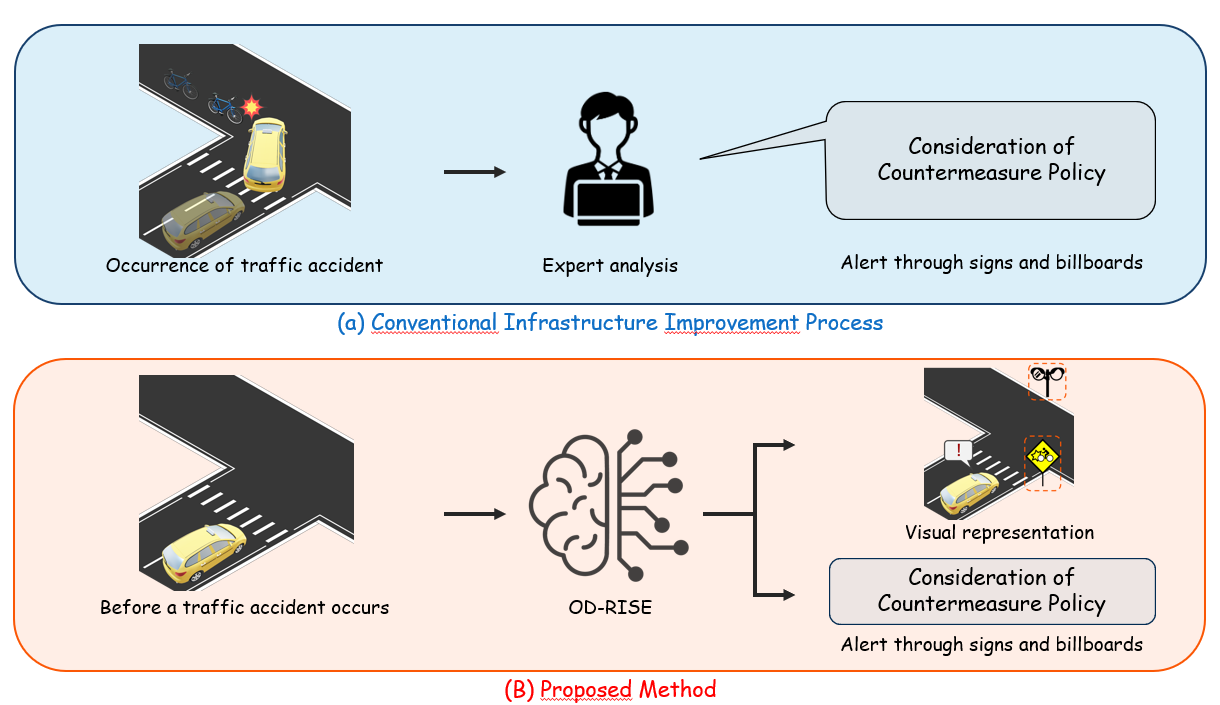 Consideration of
Countermeasure Policy
Occurrence of traffic accident
Expert analysis
Alert through signs and billboards
(a) Conventional Infrastructure Improvement Process
!
Visual representation
Consideration of
Countermeasure Policy
Before a traffic accident occurs
OD-RISE
Alert through signs and billboards
(B) Proposed Method